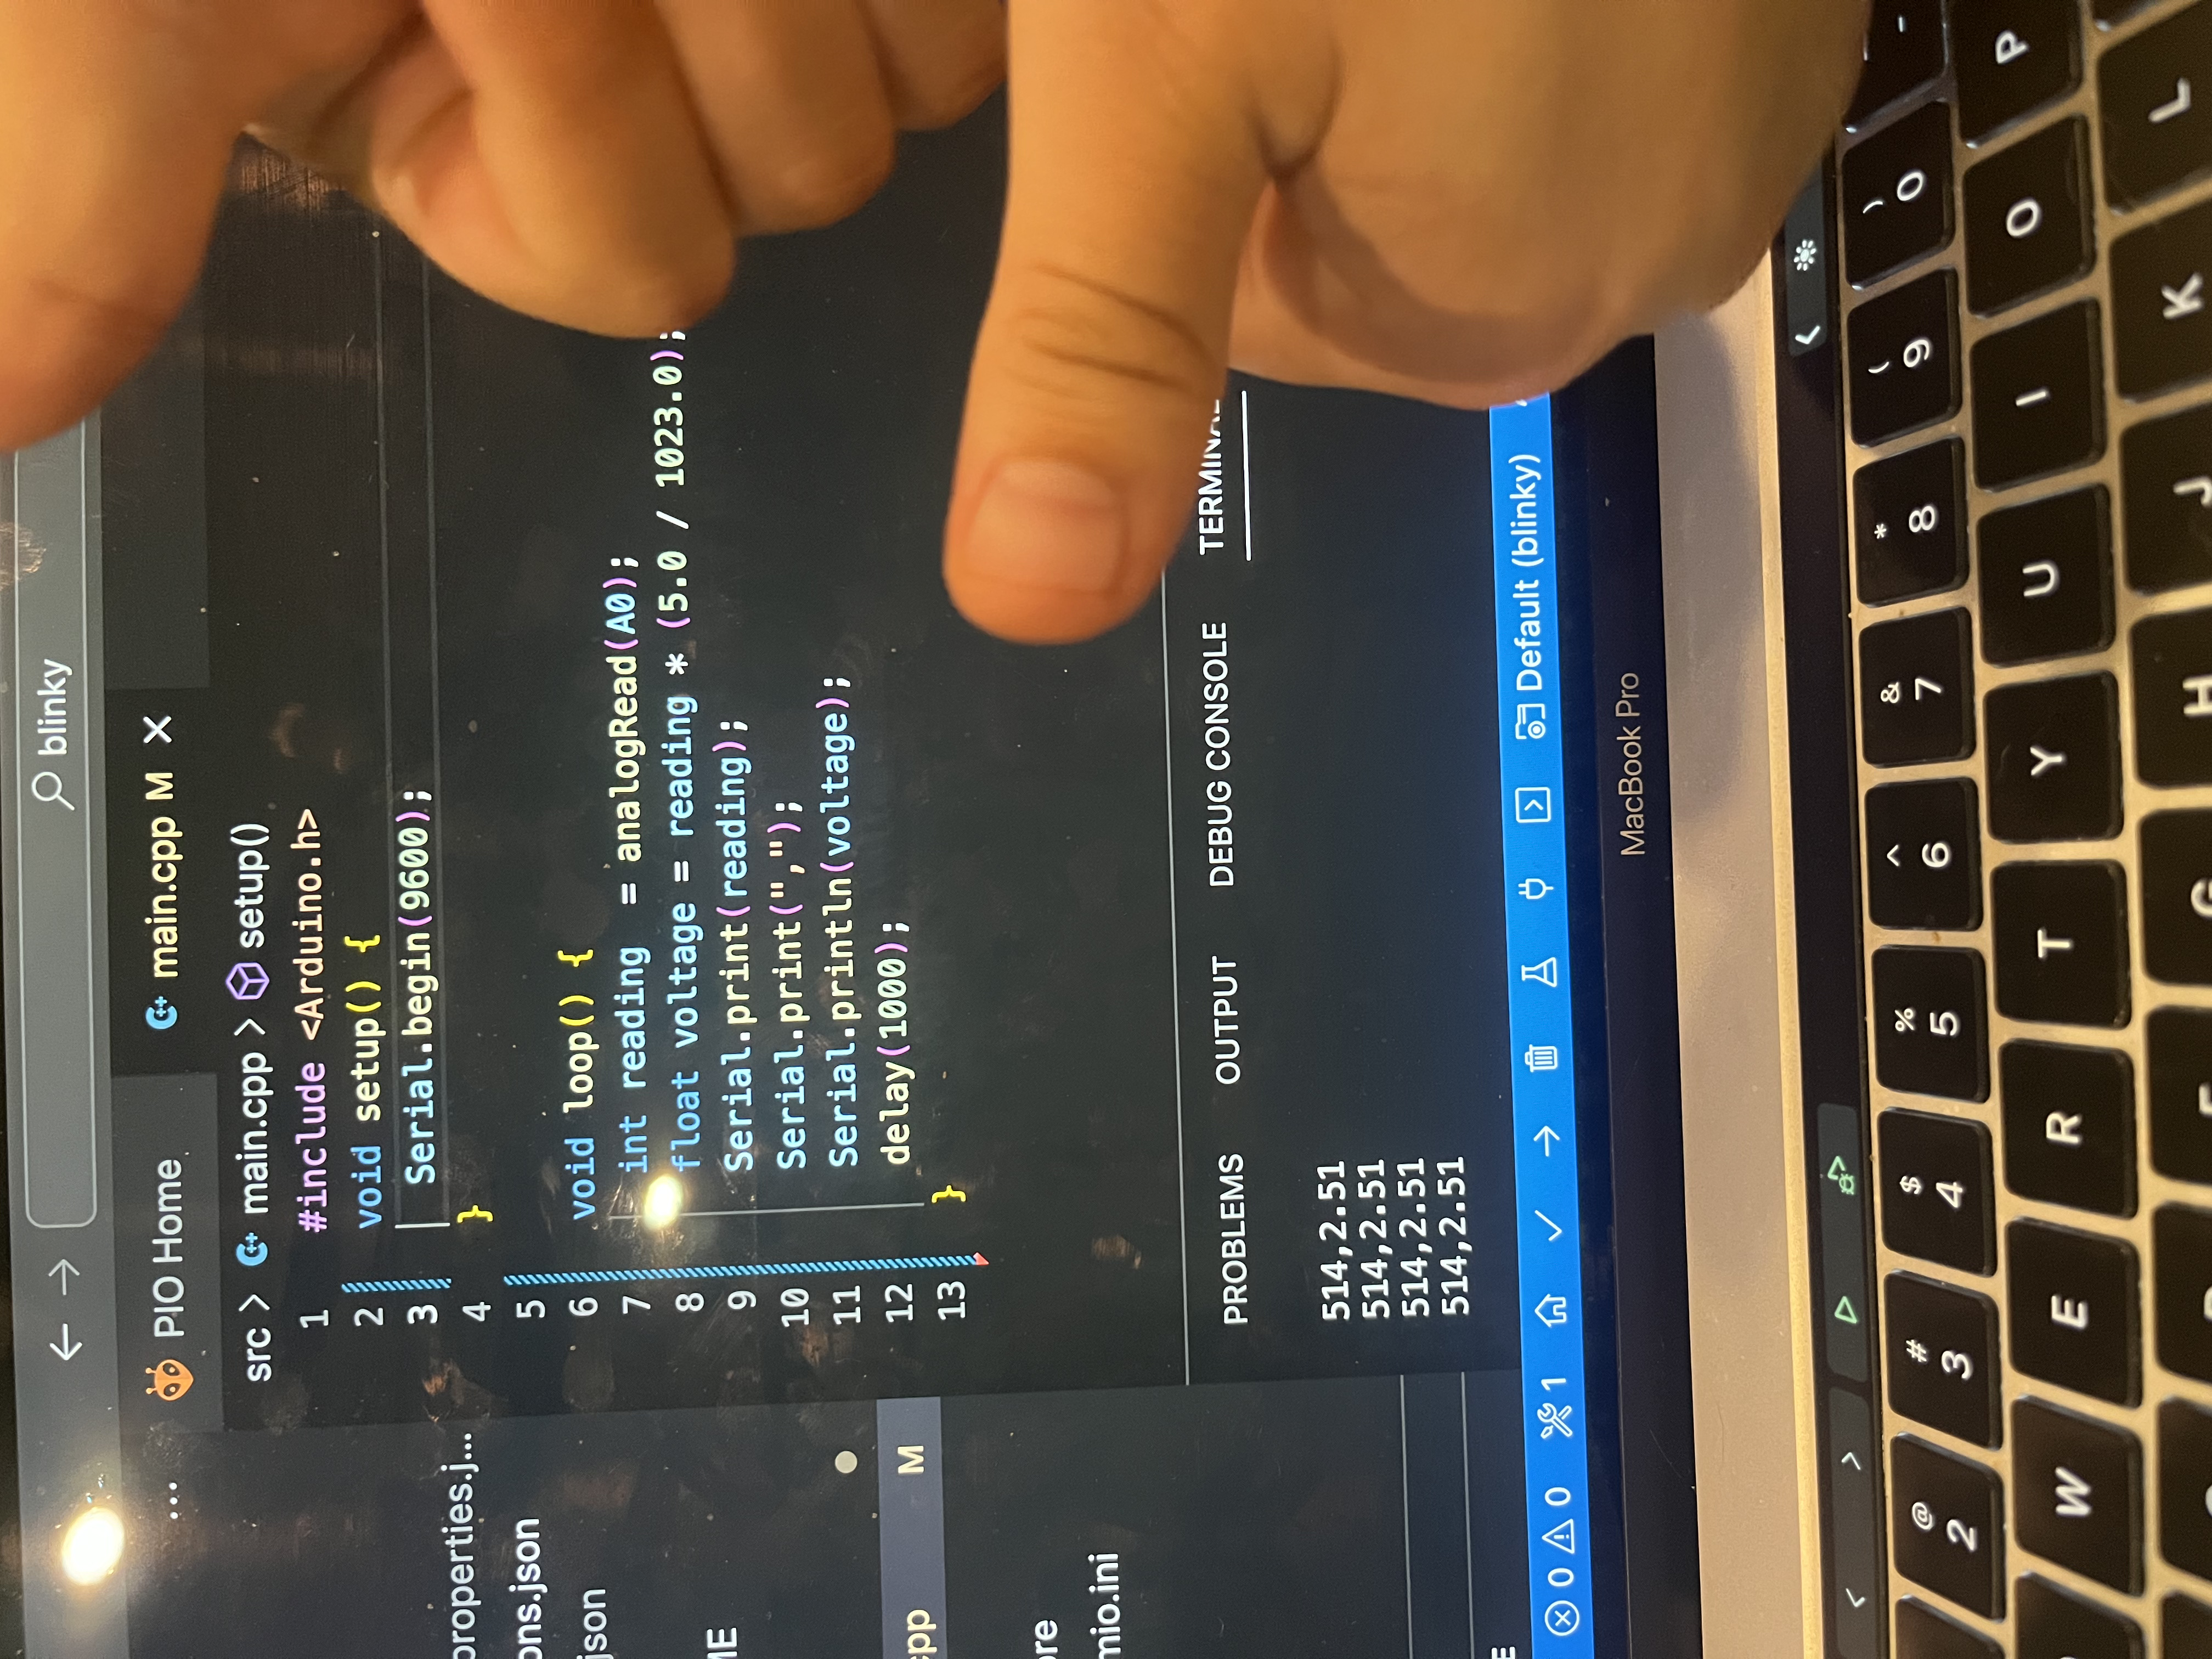 blinky
PIO Home
main.cpp M
src > main.cpp > setup()
1 #include <Arduino.h>
2 void setup() {
3 Serial.begin(9600);
4 }
5
6 void loop() {
7 int reading  = analogRead(A0);
8 float voltage = reading * (5.0 / 1023.0);
9 Serial.print(reading);
10 Serial.print(",");
11 Serial.println(voltage);
12 delay(1000);
13 }
properties.j...
ons.json
json
ME
cpp M
ore
mio.ini
E
PROBLEMS OUTPUT DEBUG CONSOLE TERMINAL
514,2.51
514,2.51
514,2.51
514,2.51
0 0 1 Default (blinky)
MacBook Pro
< > <
@ # $ % ^ & * ( )
2 3 4 5 6 7 8 9 0 -
W E R T Y U I O P
G H J K L